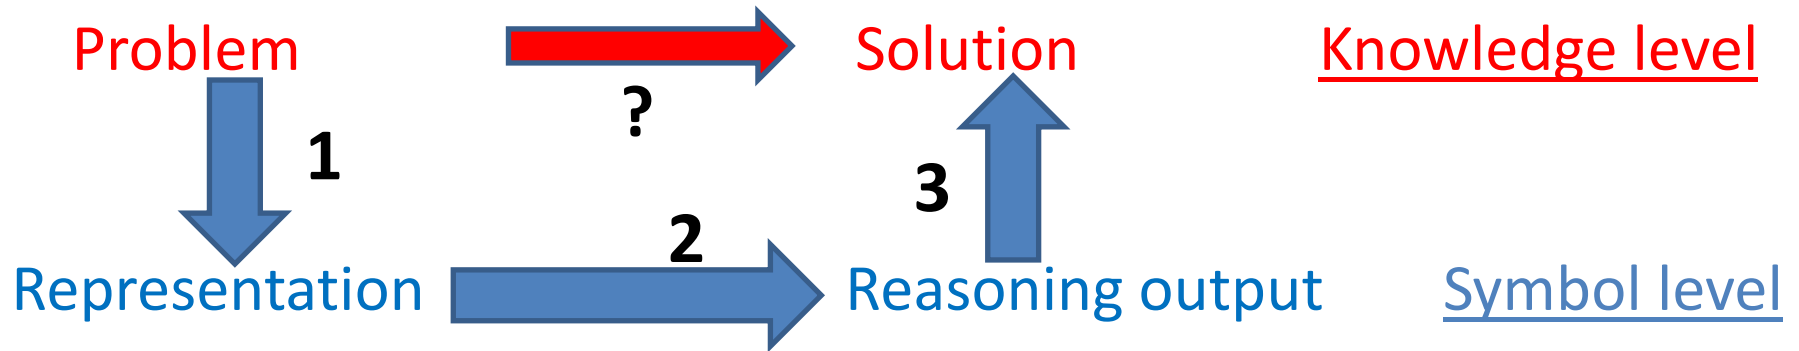 Problem
Solution
Knowledge level
?
1
3
2
Representation
Reasoning output
Symbol level